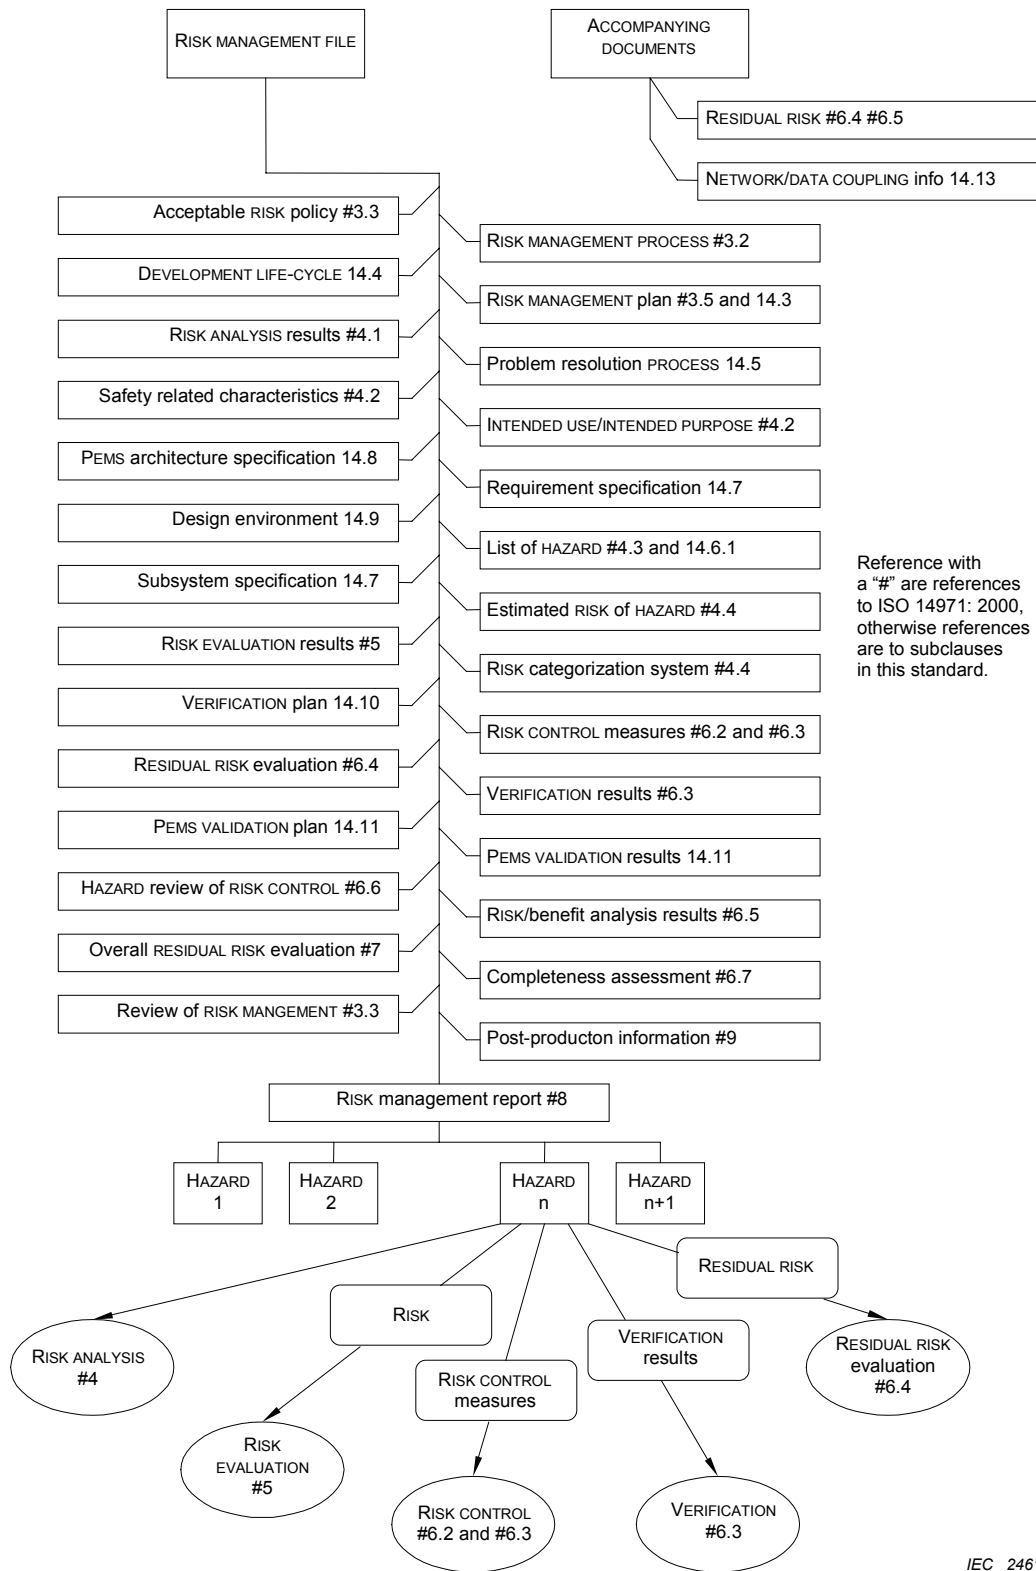 RISK MANAGEMENT FILE
ACCOMPANYING
DOCUMENTS
RESIDUAL RISK #6.4 #6.5
NETWORK/DATA COUPLING info 14.13
Acceptable RISK policy #3.3
RISK MANAGEMENT PROCESS #3.2
DEVELOPMENT LIFE-CYCLE 14.4
RISK MANAGEMENT plan #3.5 and 14.3
RISK ANALYSIS results #4.1
Problem resolution PROCESS 14.5
Safety related characteristics #4.2
INTENDED USE/INTENDED PURPOSE #4.2
PEMS architecture specification 14.8
Requirement specification 14.7
Design environment 14.9
List of HAZARD #4.3 and 14.6.1
Subsystem specification 14.7
Estimated RISK of HAZARD #4.4
RISK EVALUATION results #5
RISK categorization system #4.4
VERIFICATION plan 14.10
RISK CONTROL measures #6.2 and #6.3
RESIDUAL RISK evaluation #6.4
VERIFICATION results #6.3
PEMS VALIDATION plan 14.11
PEMS VALIDATION results 14.11
HAZARD review of RISK CONTROL #6.6
RISK/benefit analysis results #6.5
Overall RESIDUAL RISK evaluation #7
Completeness assessment #6.7
Review of RISK MANGEMENT #3.3
Post-producton information #9
Reference with
a “#” are references
to ISO 14971: 2000,
otherwise references
are to subclauses
in this standard.
RISK management report #8
HAZARD
1
HAZARD
2
HAZARD
n
HAZARD
n+1
RESIDUAL RISK
RISK
VERIFICATION
results
RISK CONTROL
measures
RISK ANALYSIS
#4
RESIDUAL RISK
evaluation
#6.4
RISK
EVALUATION
#5
RISK CONTROL
#6.2 and #6.3
VERIFICATION
#6.3
IEC 246